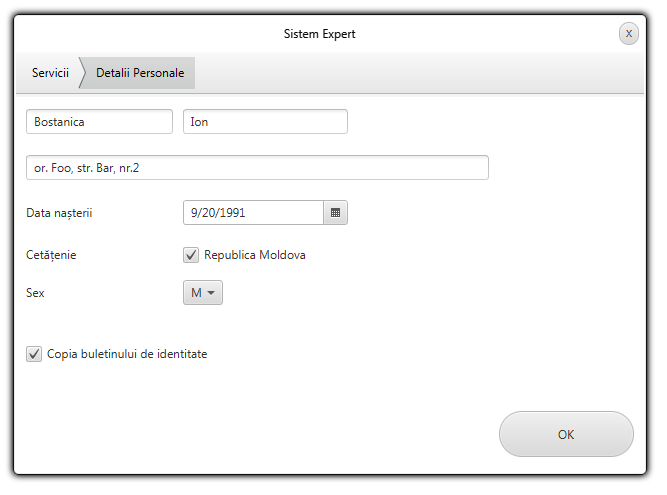 Sistem Expert
x
Servicii Detalii Personale
Bostanica Ion
or. Foo, str. Bar, nr.2
Data nașterii 9/20/1991
Cetățenie Republica Moldova
Sex M
Copia buletinului de identitate
OK